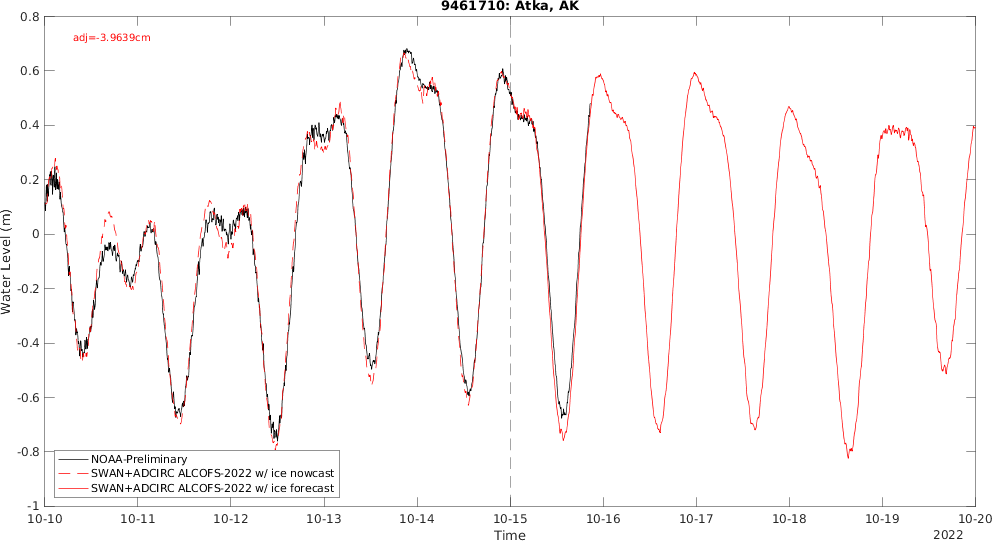 9461710: Atka, AK
adj=-3.9639cm
0.8
0.6
0.4
0.2
0
-0.2
-0.4
-0.6
-0.8
-1
Water Level (m)
NOAA-Preliminary
SWAN+ADCIRC ALCOFS-2022 w/ ice nowcast
SWAN+ADCIRC ALCOFS-2022 w/ ice forecast
10-10 10-11 10-12 10-13 10-14 10-15 10-16 10-17 10-18 10-19 10-20
Time
2022